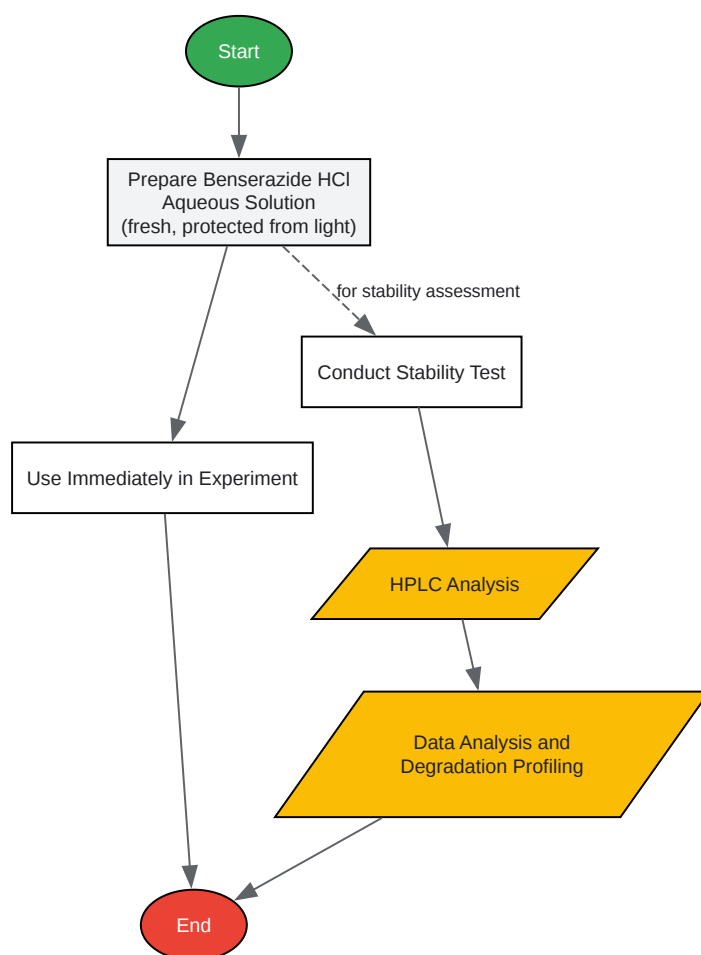 Start
Prepare Benserazide HCl
Aqueous Solution
(fresh, protected from light)
for stability assessment
Conduct Stability Test
Use Immediately in Experiment
HPLC Analysis
Data Analysis and
Degradation Profiling
End